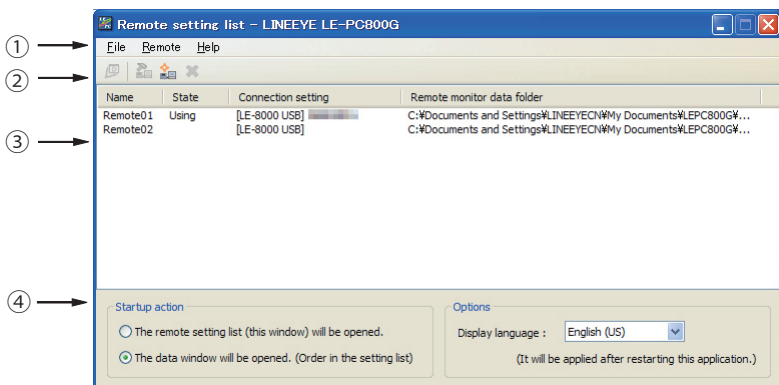 Remote setting list - LINEEYE LE-PC800G
① File Remote Help
②
Name State Connection setting Remote monitor data folder
Remote01 Using [LE-8000 USB] C:¥Documents and Settings¥LINEEYECN¥My Documents¥LEPC800G¥...
Remote02 [LE-8000 USB] C:¥Documents and Settings¥LINEEYECN¥My Documents¥LEPC800G¥...
③
④
Startup action
The remote setting list (this window) will be opened.
The data window will be opened. (Order in the setting list)
Options
Display language : English (US)
(It will be applied after restarting this application.)